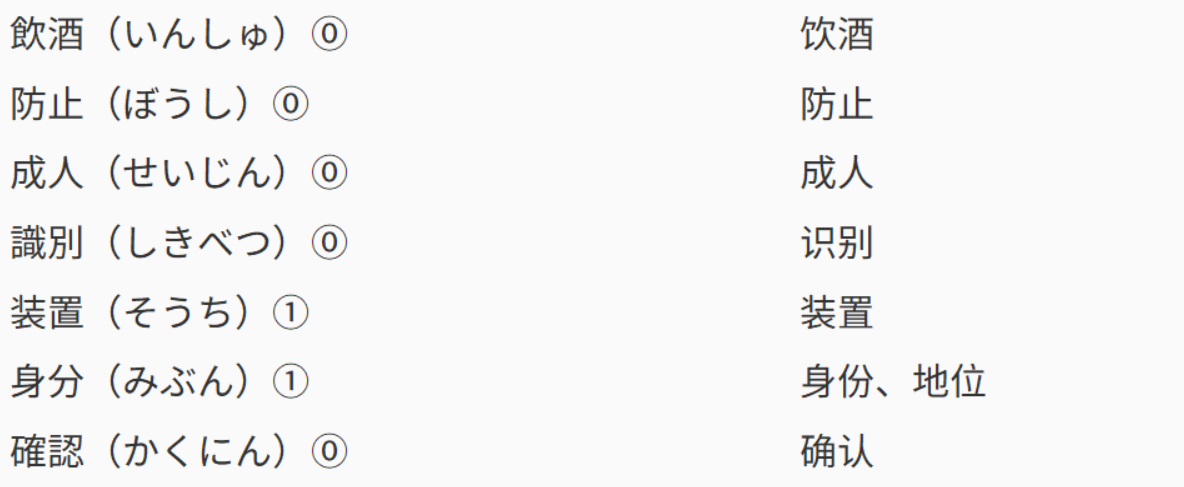 飲酒（いんしゅ）⓪ 饮酒
防止（ぼうし）⓪ 防止
成人（せいじん）⓪ 成人
識別（しきべつ）⓪ 识别
装置（そうち）① 装置
身分（みぶん）① 身份、地位
確認（かくにん）⓪ 确认